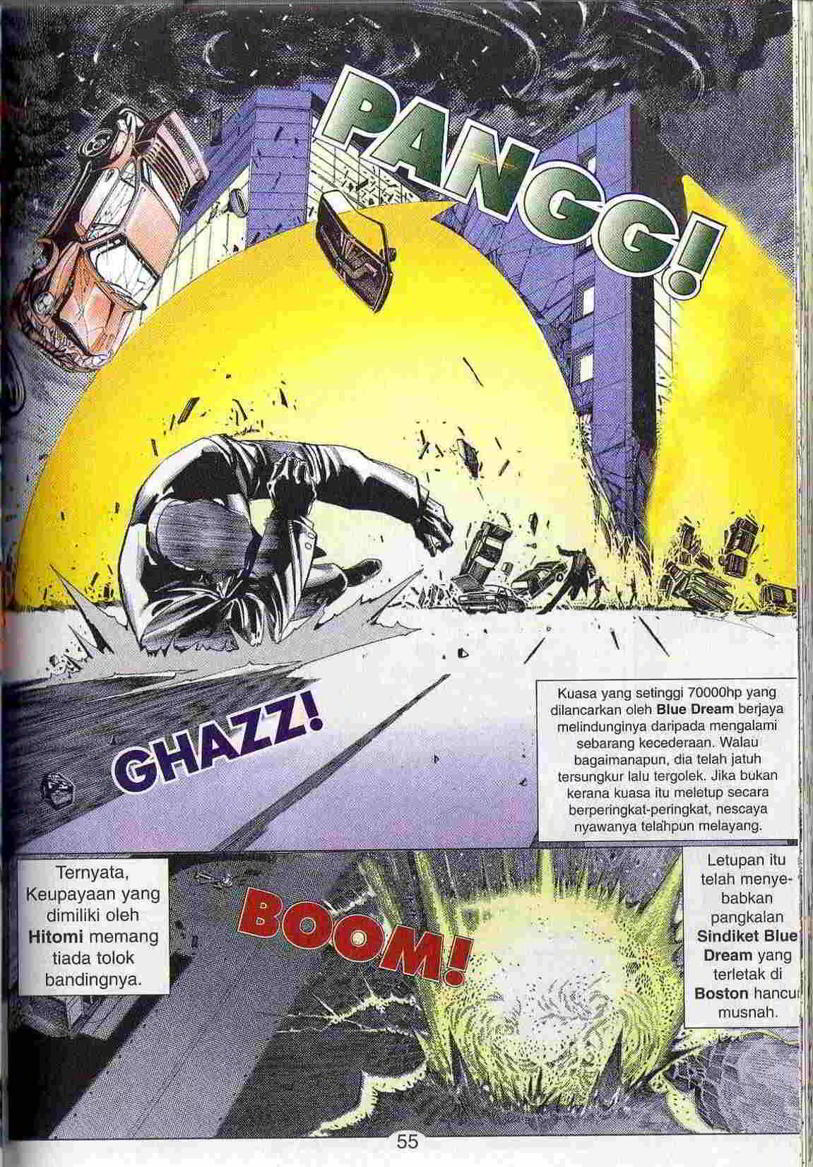 PANGG!
GHAZZ!
Kuasa yang setinggi 70000hp yang
dilancarkan oleh Blue Dream berjaya
melindunginya daripada mengalami
sebarang kecederaan. Walau
bagaimanapun, dia telah jatuh
tersungkur lalu tergolek. Jika bukan
kerana kuasa itu meletup secara
berperingkat-peringkat, nescaya
nyawanya telahpun melayang.
Ternyata,
Keupayaan yang
dimiliki oleh
Hitomi memang
tiada tolok
bandingnya.
BOOM!
Letupan itu
telah menye-
babkan
pangkalan
Sindiket Blue
Dream yang
terletak di
Boston hancur
musnah.
55